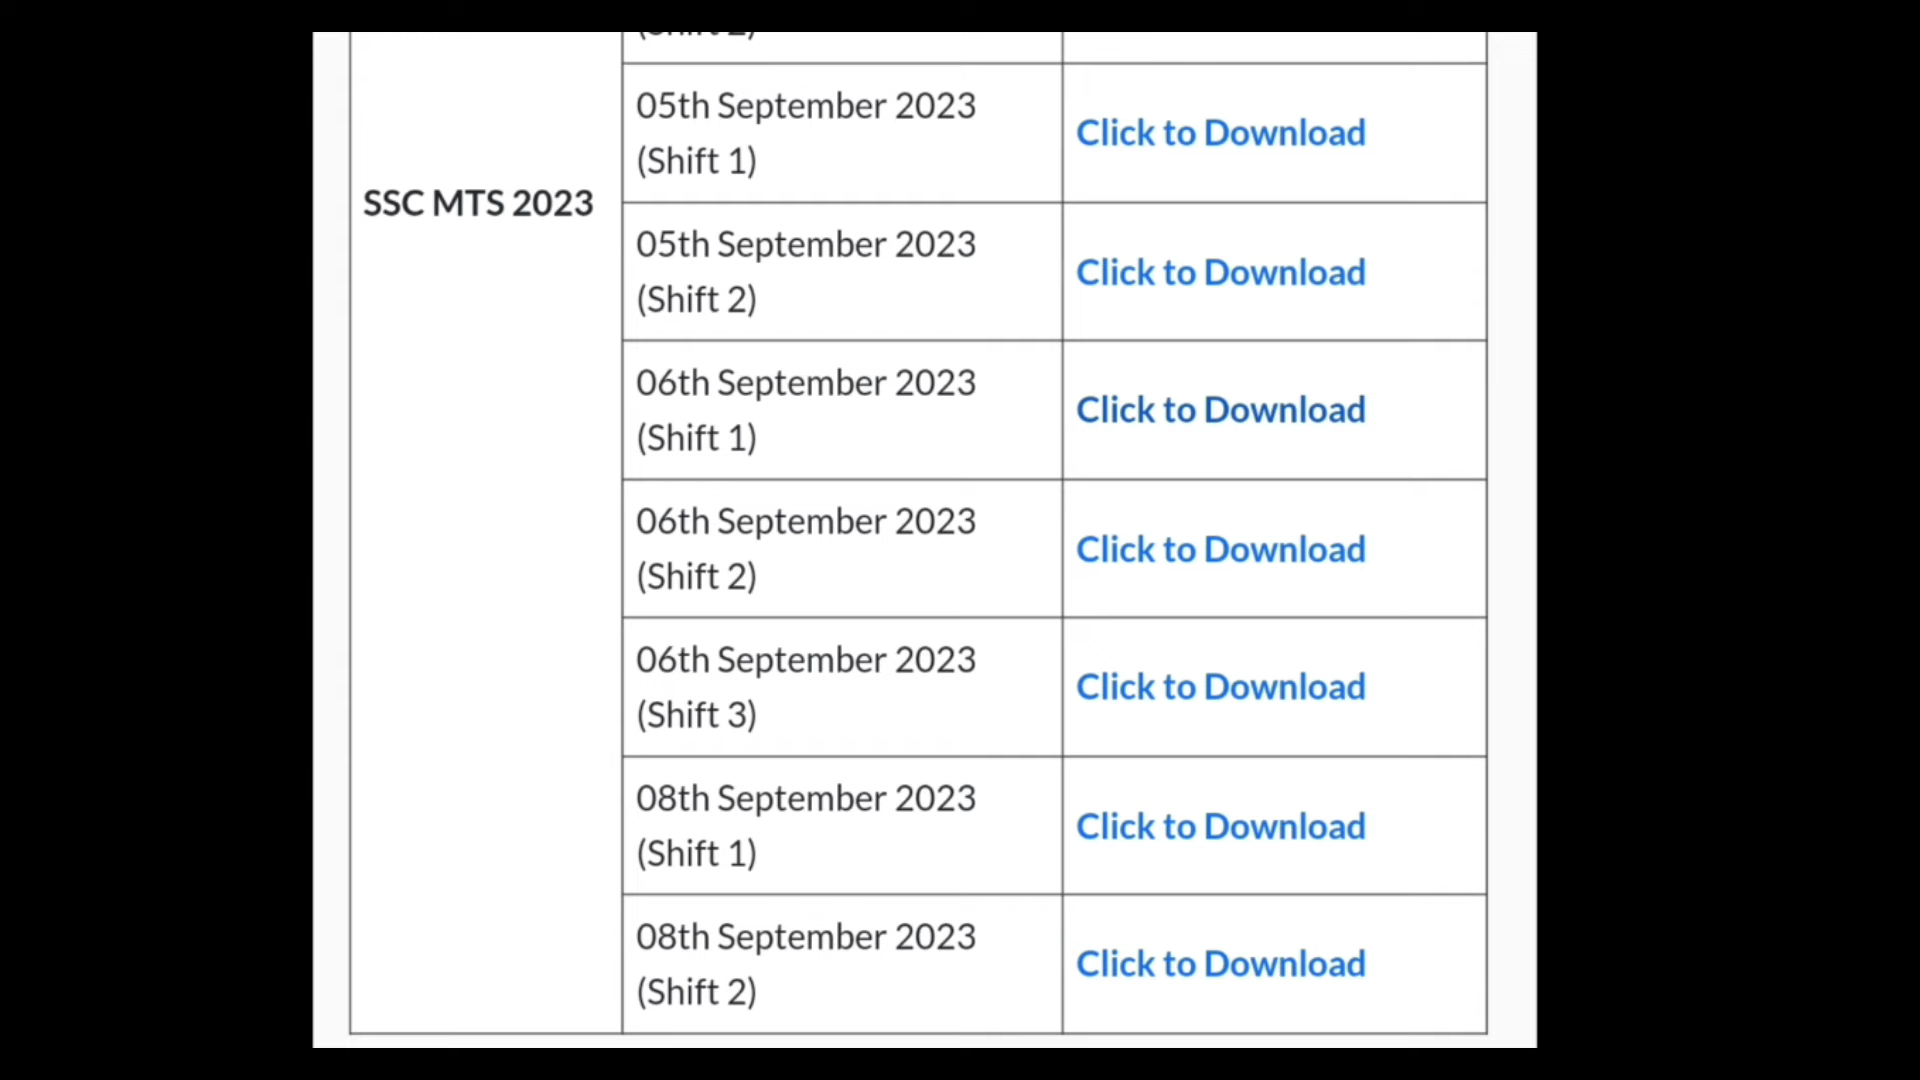 (Shift 2)
05th September 2023
(Shift 1)
Click to Download
SSC MTS 2023
05th September 2023
(Shift 2)
Click to Download
06th September 2023
(Shift 1)
Click to Download
06th September 2023
(Shift 2)
Click to Download
06th September 2023
(Shift 3)
Click to Download
08th September 2023
(Shift 1)
Click to Download
08th September 2023
(Shift 2)
Click to Download